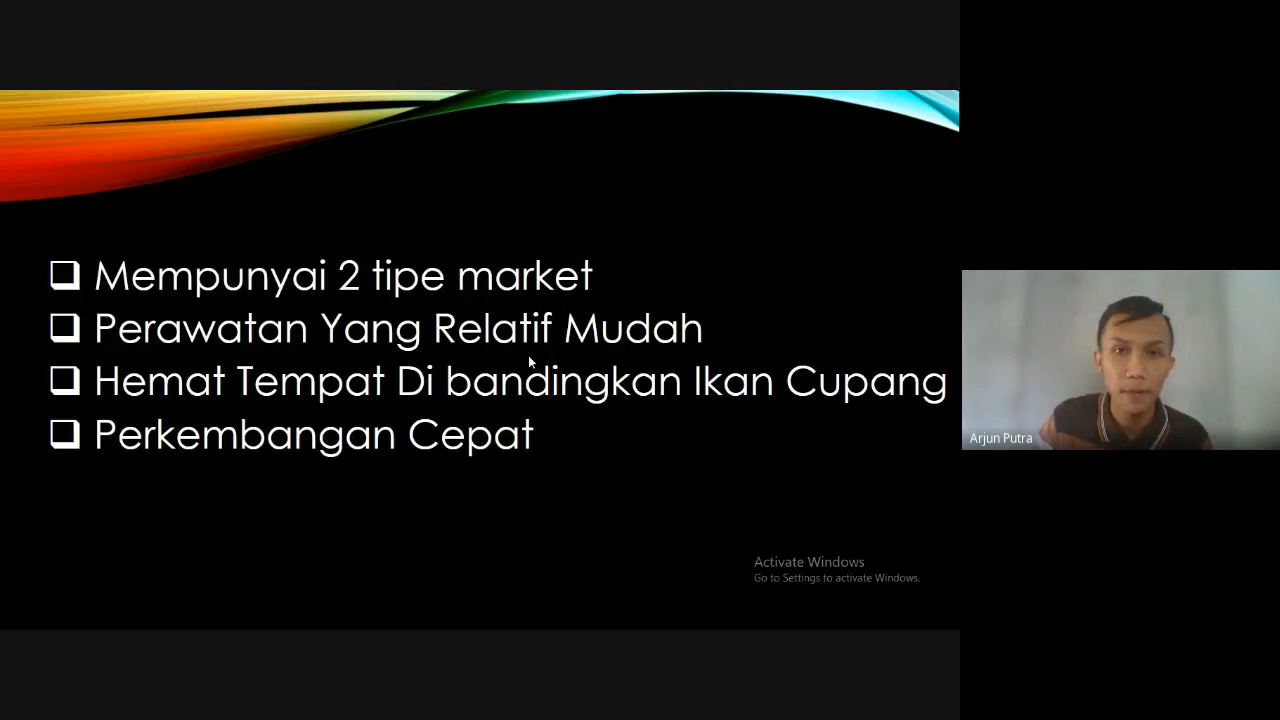 Mempunyai 2 tipe market
Perawatan Yang Relatif Mudah
Hemat Tempat Di bandingkan Ikan Cupang
Perkembangan Cepat
Arjun Putra
Activate Windows
Go to Settings to activate Windows.